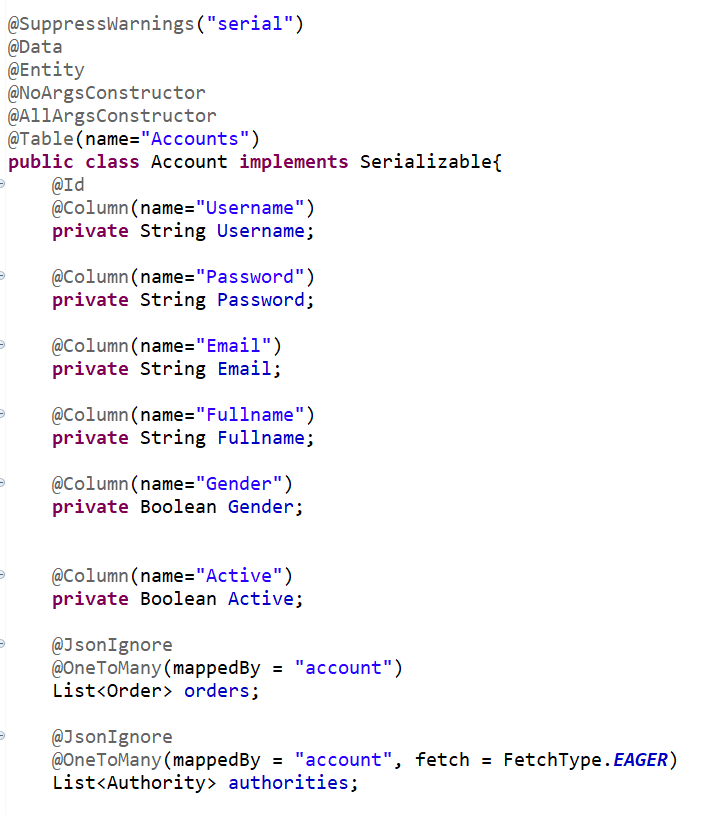 @SuppressWarnings("serial")
@Data
@Entity
@NoArgsConstructor
@AllArgsConstructor
@Table(name="Accounts")
public class Account implements Serializable{
@Id
@Column(name="Username")
private String Username;
@Column(name="Password")
private String Password;
@Column(name="Email")
private String Email;
@Column(name="Fullname")
private String Fullname;
@Column(name="Gender")
private Boolean Gender;
@Column(name="Active")
private Boolean Active;
@JsonIgnore
@OneToMany(mappedBy = "account")
List<Order> orders;
@JsonIgnore
@OneToMany(mappedBy = "account", fetch = FetchType.EAGER)
List<Authority> authorities;